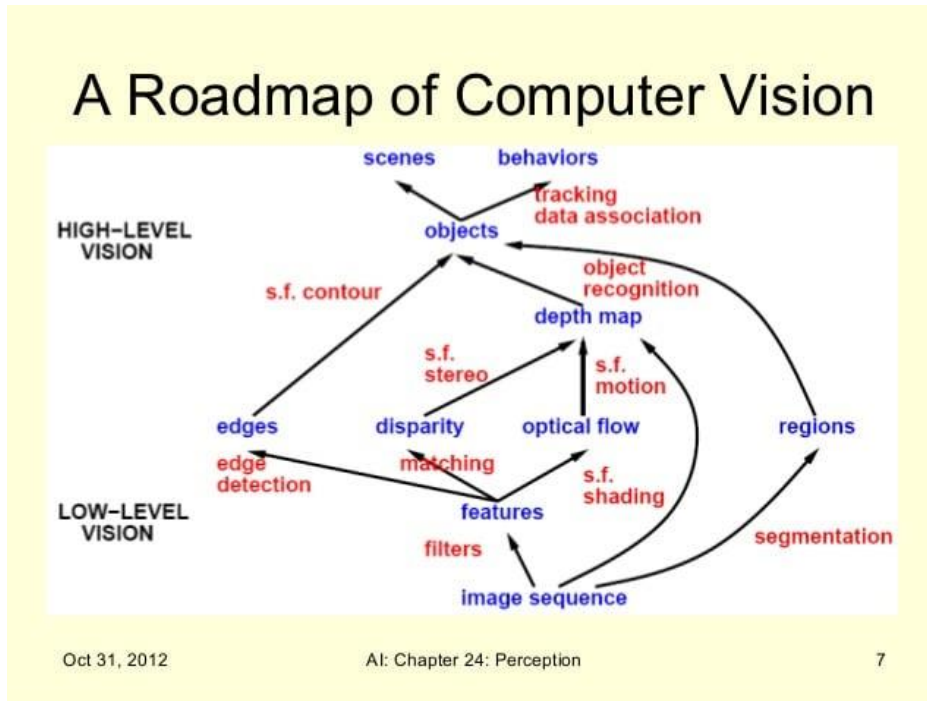 A Roadmap of Computer Vision
scenes
behaviors
tracking
data association
HIGH-LEVEL
VISION
objects
s.f. contour
object
recognition
depth map
s.f.
stereo
s.f.
motion
edges
disparity
optical flow
regions
edge
detection
matching
s.f.
shading
LOW-LEVEL
VISION
features
filters
segmentation
image sequence
Oct 31, 2012
AI: Chapter 24: Perception
7